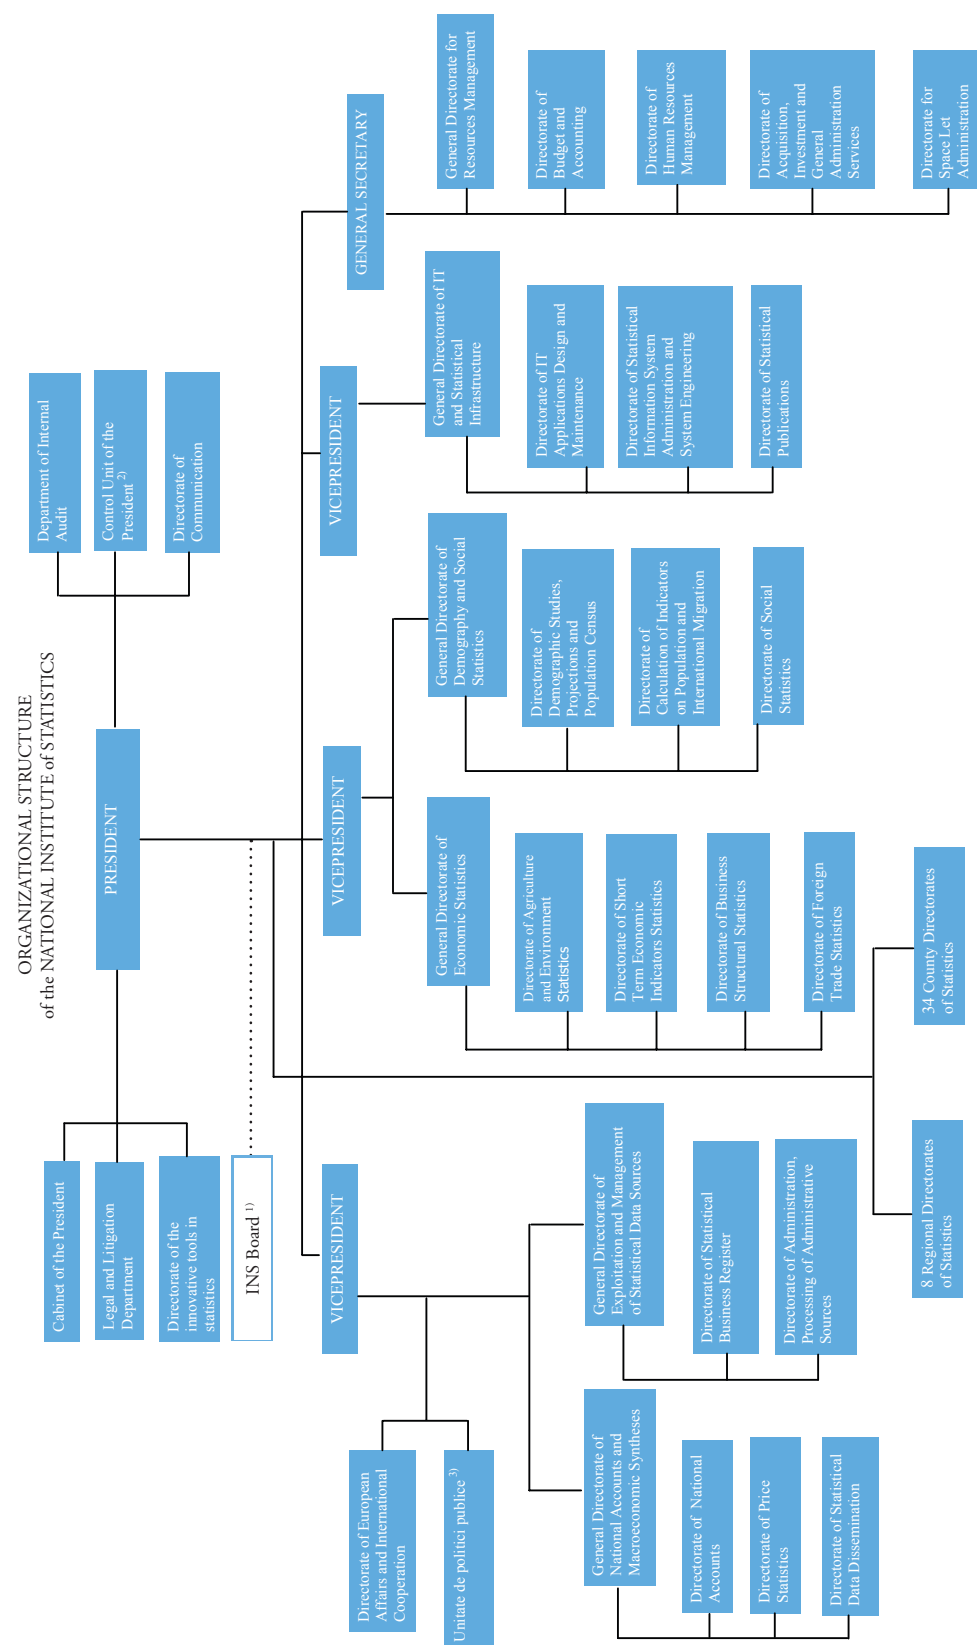 ORGANIZATIONAL STRUCTURE
of the NATIONAL INSTITUTE of STATISTICS
PRESIDENT
Cabinet of the President
Legal and Litigation
Department
Directorate of the
innovative tools in
statistics
INS Board 1)
Department of Internal
Audit
Control Unit of the
President 2)
Directorate of
Communication
VICEPRESIDENT
Directorate of European
Affairs and International
Cooperation
Unitate de politici publice 3)
General Directorate of
National Accounts and
Macroeconomic Syntheses
Directorate of National
Accounts
Directorate of Price
Statistics
Directorate of Statistical
Data Dissemination
General Directorate of
Exploitation and Management
of Statistical Data Sources
Directorate of Statistical
Business Register
Directorate of Administration,
Processing of Administrative
Sources
VICEPRESIDENT
General Directorate of
Economic Statistics
Directorate of Agriculture
and Environment
Statistics
Directorate of Short
Term Economic
Indicators Statistics
Directorate of Business
Structural Statistics
Directorate of Foreign
Trade Statistics
General Directorate of
Demography and Social
Statistics
Directorate of
Demographic Studies,
Projections and
Population Census
Directorate of
Calculation of Indicators
on Population and
International Migration
Directorate of Social
Statistics
VICEPRESIDENT
General Directorate of IT
and Statistical
Infrastructure
Directorate of IT
Applications Design and
Maintenance
Directorate of Statistical
Information System
Administration and
System Engineering
Directorate of Statistical
Publications
GENERAL SECRETARY
General Directorate for
Resources Management
Directorate of
Budget and
Accounting
Directorate of
Human Resources
Management
Directorate of
Acquisition,
Investment and
General
Administration
Services
Directorate for
Space Let
Administration
8 Regional Directorates
of Statistics
34 County Directorates
of Statistics